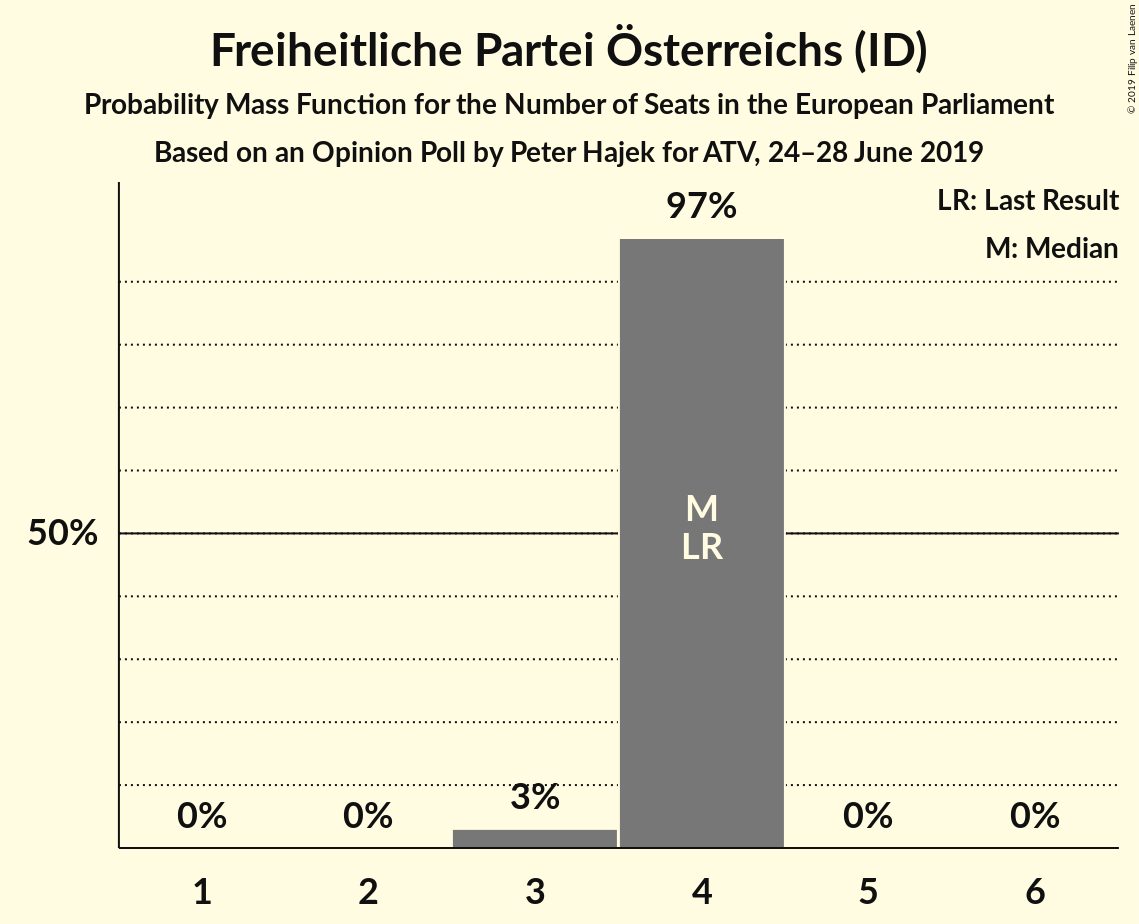 Freiheitliche Partei Österreichs (ID)
Probability Mass Function for the Number of Seats in the European Parliament
Based on an Opinion Poll by Peter Hajek for ATV, 24–28 June 2019
© 2019 Filip van Laenen
LR: Last Result
M: Median
97%
M
LR
50%
0%
0%
3%
0%
0%
1
2
3
4
5
6